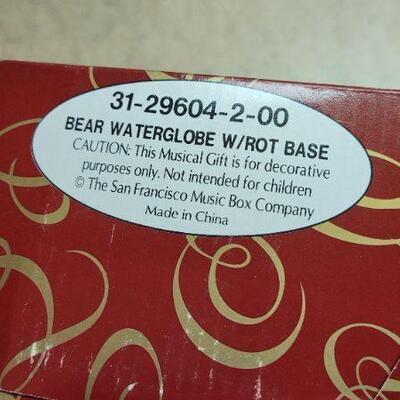 31-29604-2-00
BEAR WATERGLOBE W/ROT BASE
CAUTION: This Musical Gift is for decorative
purposes only. Not intended for children
© The San Francisco Music Box Company
Made in China